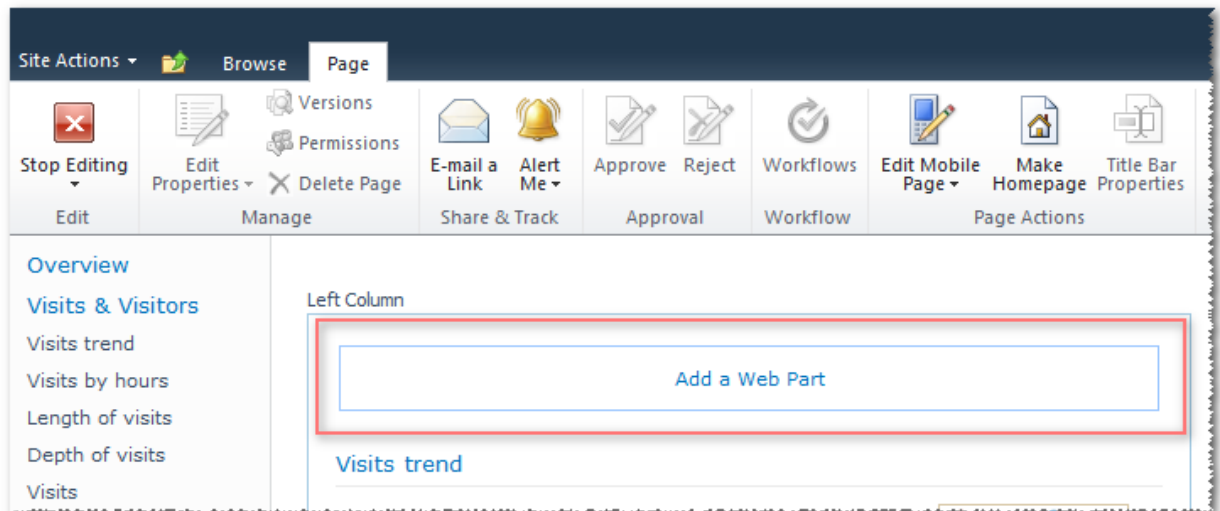 Site Actions Browse Page
Stop Editing
Edit
Edit Properties
Versions
Permissions
Delete Page
Manage
E-mail a Link
Alert Me
Share & Track
Approve
Reject
Approval
Workflows
Workflow
Edit Mobile Page
Make Homepage
Title Bar Properties
Page Actions
Overview
Visits & Visitors
Visits trend
Visits by hours
Length of visits
Depth of visits
Visits
Left Column
Add a Web Part
Visits trend